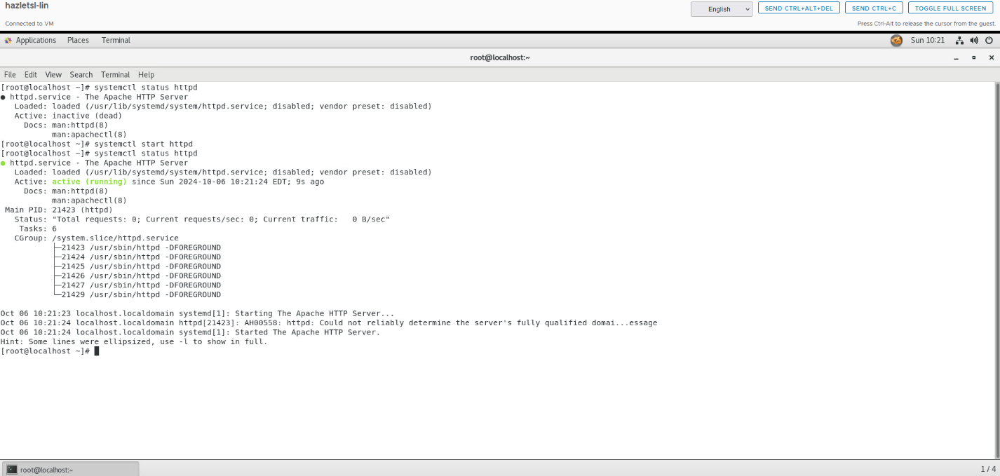 hazletsl-lin
English
SEND CTRL+ALT+DEL
SEND CTRL+C
TOGGLE FULL SCREEN
Connected to VM
Press Ctrl-Alt to release the cursor from the guest.
Applications Places Terminal
Sun 10:21
root@localhost:~
File Edit View Search Terminal Help
[root@localhost ~]# systemctl status httpd
● httpd.service - The Apache HTTP Server
   Loaded: loaded (/usr/lib/systemd/system/httpd.service; disabled; vendor preset: disabled)
   Active: inactive (dead)
     Docs: man:httpd(8)
           man:apachectl(8)
[root@localhost ~]# systemctl start httpd
[root@localhost ~]# systemctl status httpd
● httpd.service - The Apache HTTP Server
   Loaded: loaded (/usr/lib/systemd/system/httpd.service; disabled; vendor preset: disabled)
   Active: active (running) since Sun 2024-10-06 10:21:24 EDT; 9s ago
     Docs: man:httpd(8)
           man:apachectl(8)
 Main PID: 21423 (httpd)
   Status: "Total requests: 0; Current requests/sec: 0; Current traffic:   0 B/sec"
    Tasks: 6
   CGroup: /system.slice/httpd.service
           ├─21423 /usr/sbin/httpd -DFOREGROUND
           ├─21424 /usr/sbin/httpd -DFOREGROUND
           ├─21425 /usr/sbin/httpd -DFOREGROUND
           ├─21426 /usr/sbin/httpd -DFOREGROUND
           ├─21427 /usr/sbin/httpd -DFOREGROUND
           └─21429 /usr/sbin/httpd -DFOREGROUND
Oct 06 10:21:23 localhost.localdomain systemd[1]: Starting The Apache HTTP Server...
Oct 06 10:21:24 localhost.localdomain httpd[21423]: AH00558: httpd: Could not reliably determine the server's fully qualified domai...essage
Oct 06 10:21:24 localhost.localdomain systemd[1]: Started The Apache HTTP Server.
Hint: Some lines were ellipsized, use -l to show in full.
[root@localhost ~]#
root@localhost:~
1 / 4